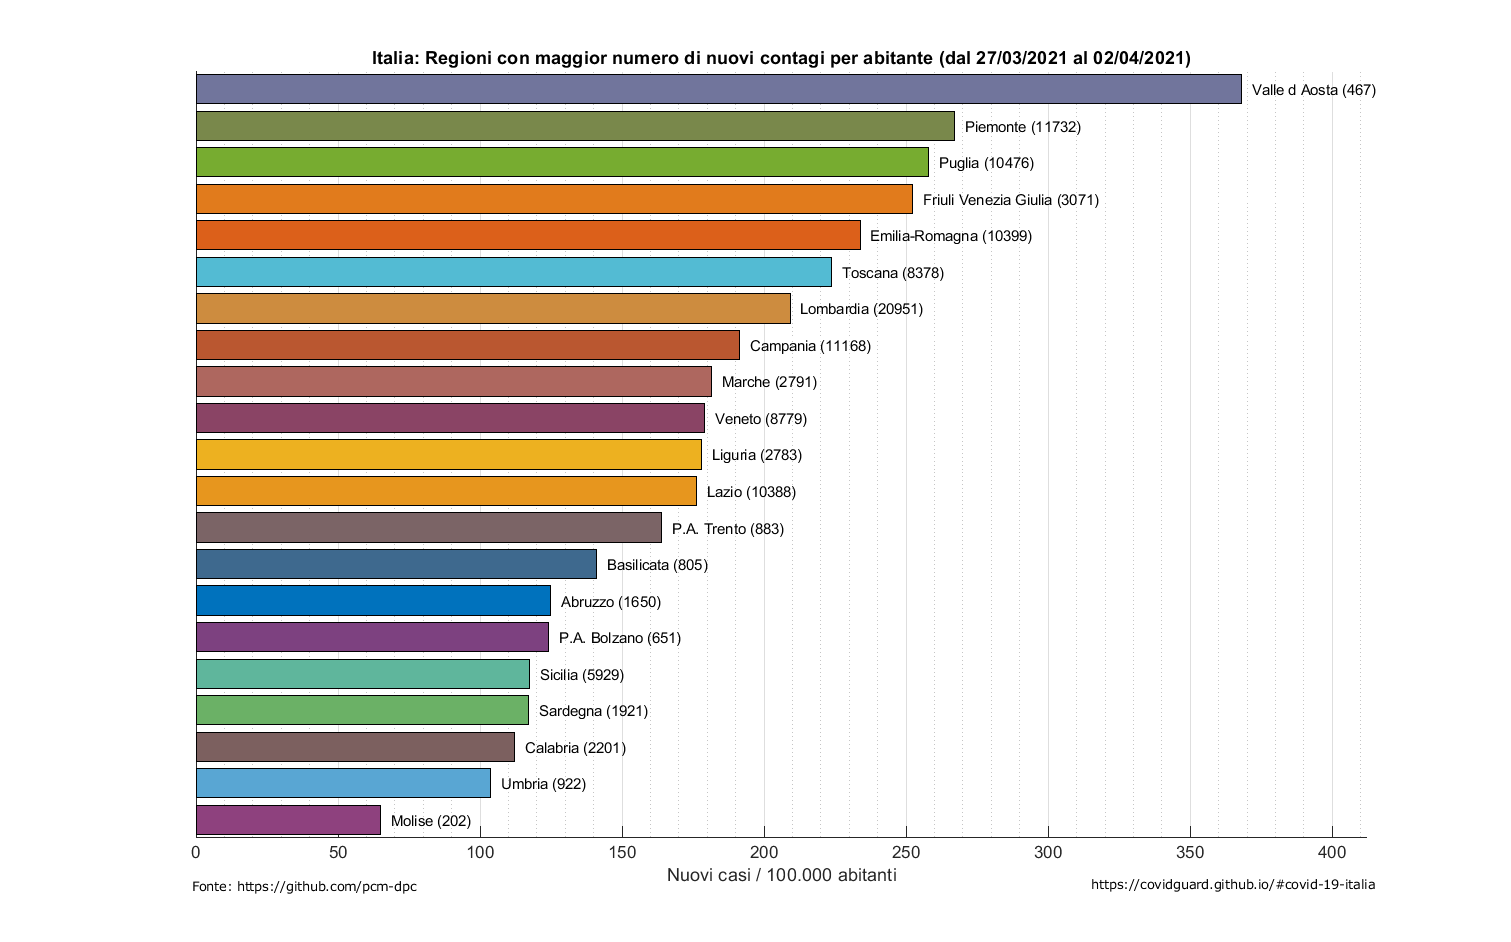 Italia: Regioni con maggior numero di nuovi contagi per abitante (dal 27/03/2021 al 02/04/2021)
Valle d Aosta (467)
Piemonte (11732)
Puglia (10476)
Friuli Venezia Giulia (3071)
Emilia-Romagna (10399)
Toscana (8378)
Lombardia (20951)
Campania (11168)
Marche (2791)
Veneto (8779)
Liguria (2783)
Lazio (10388)
P.A. Trento (883)
Basilicata (805)
Abruzzo (1650)
P.A. Bolzano (651)
Sicilia (5929)
Sardegna (1921)
Calabria (2201)
Umbria (922)
Molise (202)
0 50 100 150 200 250 300 350 400
Nuovi casi / 100.000 abitanti
Fonte: https://github.com/pcm-dpc
https://covidguard.github.io/#covid-19-italia